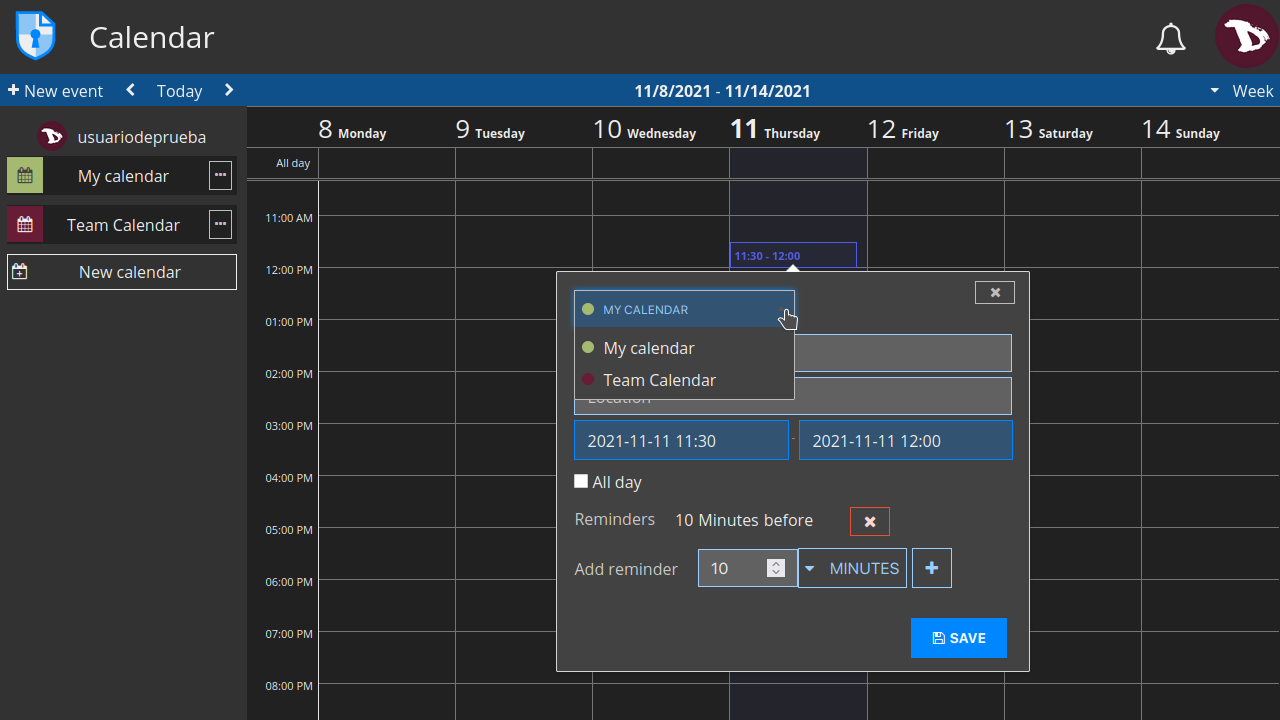 Calendar
New event Today 11/8/2021 - 11/14/2021 Week
usuariodeprueba
My calendar
Team Calendar
New calendar
8 Monday 9 Tuesday 10 Wednesday 11 Thursday 12 Friday 13 Saturday 14 Sunday
All day
11:00 AM
11:30 - 12:00
12:00 PM
01:00 PM
02:00 PM
03:00 PM
04:00 PM
05:00 PM
06:00 PM
07:00 PM
08:00 PM
MY CALENDAR
My calendar
Team Calendar
Location
2021-11-11 11:30 - 2021-11-11 12:00
All day
Reminders 10 Minutes before
Add reminder 10 MINUTES
SAVE